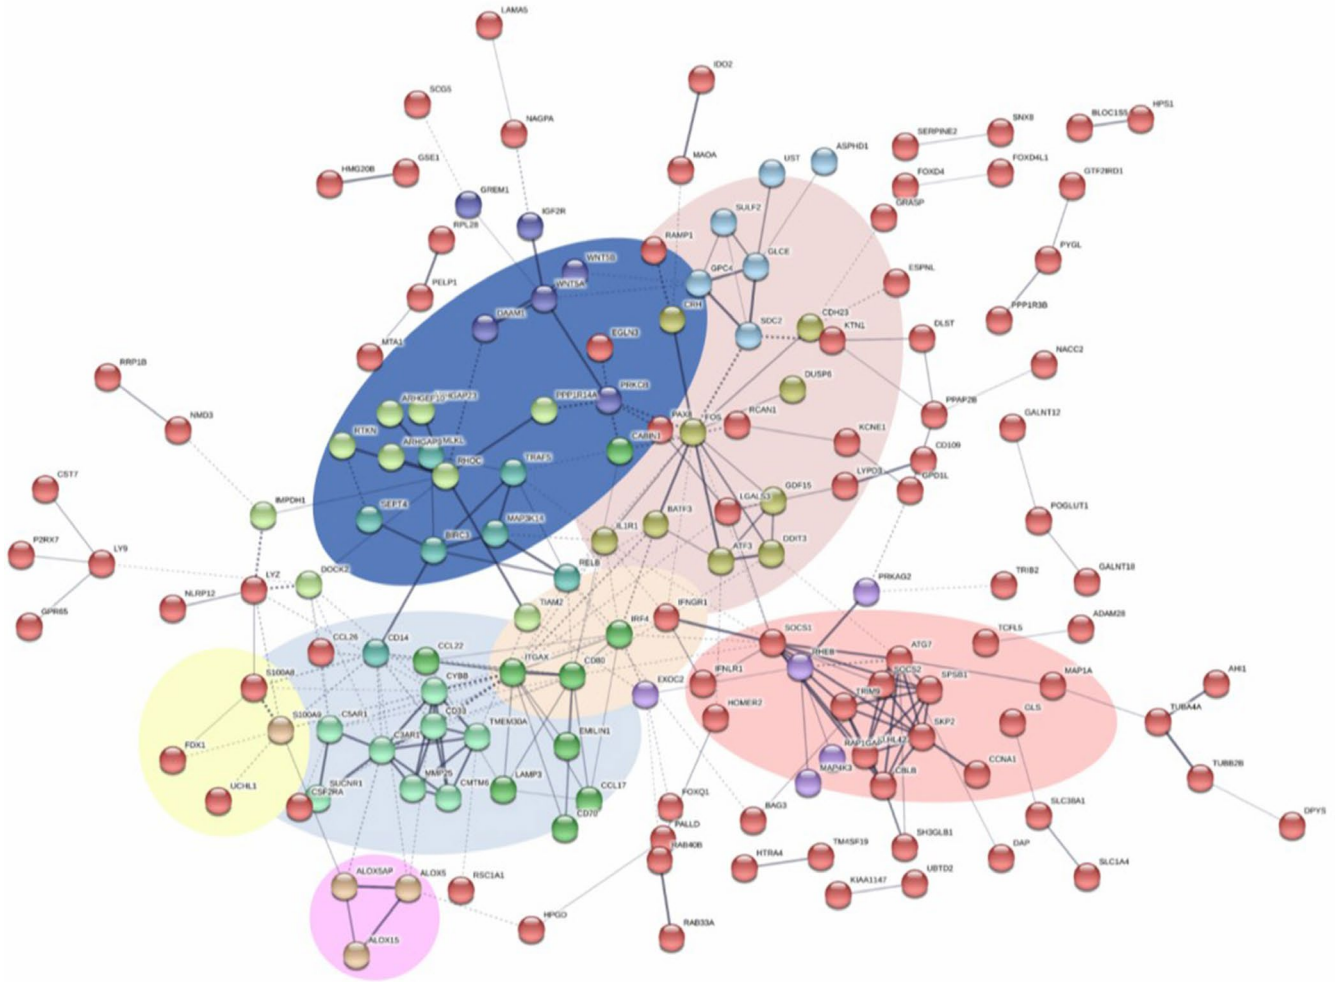 LAMA5
IDO2
SCG5
NAGPA
SNX8
HPS1
BLOC1S5
SERPINE2
MAOA
UST
ASPHD1
GSE1
HMG20B
FOXD4L1
FOXD4
GTF2IRD1
GREM1
IGF2R
SULF2
GRASP
RPL28
RAMP1
GLCE
PYGL
WNT5B
GPC4
ESPNL
WNT5A
PELP1
CRH
CDH23
PPP1R3B
DAAM1
SDC2
KTN1
DLST
EGLN3
MTA1
NACC2
RRP1B
DUSP6
PRKCB
ARHGEF10
PPP1R14A
PPAP2B
PAX8
FOS
RCAN1
GALNT12
NMD3
RTKN
CABIN1
KCNE1
ARHGAP9
MLKL
CD109
RHOC
TRAF5
LYPD3
GPD1L
CST7
LGALS3
GDF15
IMPDH1
SEPT4
MAP3K14
BATF3
POGLUT1
IL1R1
P2RX7
LY9
BIRC3
ATF3
DDIT3
RELB
DOCK2
LYZ
PRKAG2
TRIB2
GALNT18
NLRP12
TIAM2
IFNGR1
GPR65
IRF4
ADAM28
SOCS1
TCFL5
CCL26
CD14
CCL22
ATG7
RHEB
ITGAX
CD80
IFNLR1
SOCS2
MAP1A
AHI1
S100A8
CYBB
EXOC2
SPSB1
TRIM9
HOMER2
S100A9
C5AR1
CD33
GLS
TUBA4A
SKP2
TMEM30A
EMILIN1
C3AR1
FDX1
MAP4K3
CCNA1
TUBB2B
SUCNR1
MMP25
CMTM6
LAMP3
CBLB
CCL17
UCHL1
CSF2RA
FOXQ1
SLC38A1
BAG3
CD70
DPYS
PALLD
SH3GLB1
RAB40B
TM4SF19
DAP
HTRA4
ALOX5AP
ALOX5
RSC1A1
SLC1A4
UBTD2
KIAA1147
HPGD
RAB33A
ALOX15